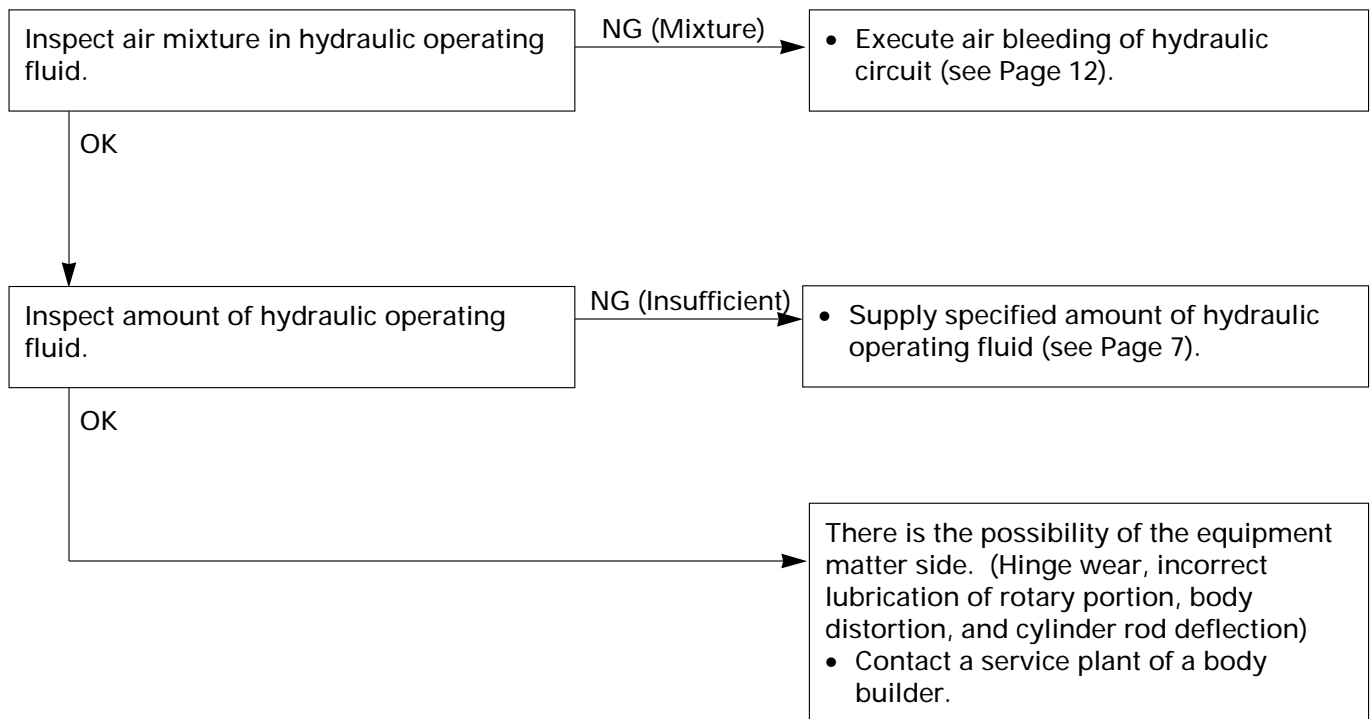 Inspect air mixture in hydraulic operating
fluid.
NG (Mixture)
• Execute air bleeding of hydraulic
circuit (see Page 12).
OK
Inspect amount of hydraulic operating
fluid.
NG (Insufficient)
• Supply specified amount of hydraulic
operating fluid (see Page 7).
OK
There is the possibility of the equipment
matter side. (Hinge wear, incorrect
lubrication of rotary portion, body
distortion, and cylinder rod deflection)
• Contact a service plant of a body
builder.